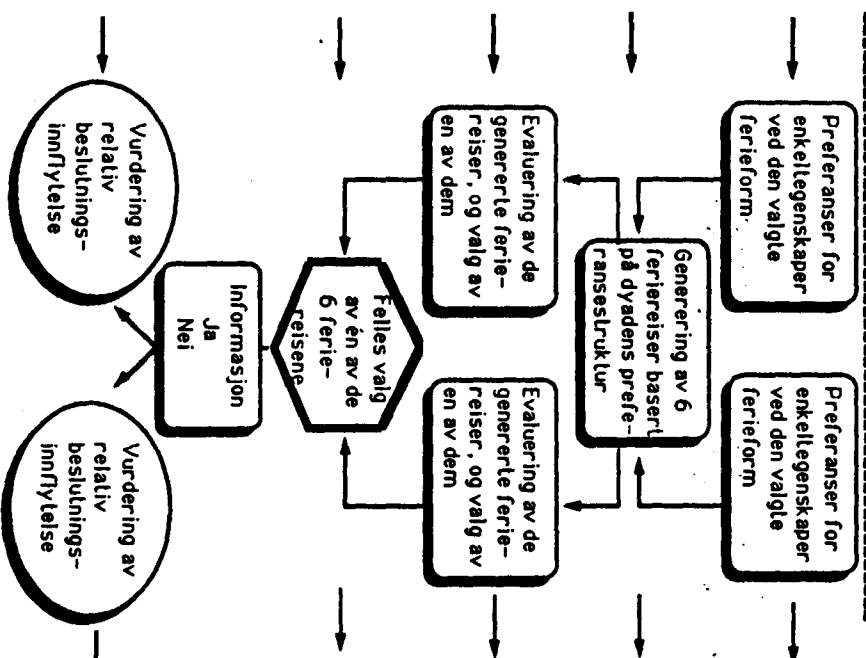 Preferanser for
enkeltegenskaper
ved den valgte
ferieform.
Preferanser for
enkeltegenskaper
ved den valgte
ferieform
Generering av 6
feriereiser basert
på dyadens prefe-
ransestruktur
Evaluering av de
genererte ferie-
reiser, og valg av
en av dem
Evaluering av de
genererte ferie-
reiser, og valg av
en av dem
Felles valg
av én av de
6 ferie-
reisene
Informasjon
Ja
Nei
Vurdering av
relativ
beslutnings-
innflytelse
Vurdering av
relativ
beslutnings-
innflytelse